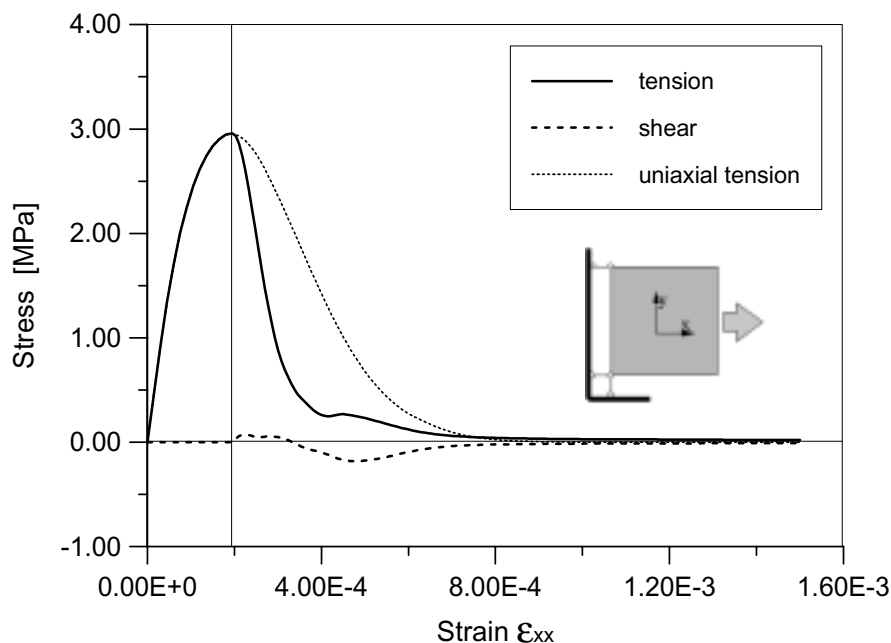 4.00
3.00
2.00
1.00
0.00
-1.00
Stress [MPa]
tension
shear
uniaxial tension
y
x
0.00E+0
4.00E-4
8.00E-4
1.20E-3
1.60E-3
Strain εxx